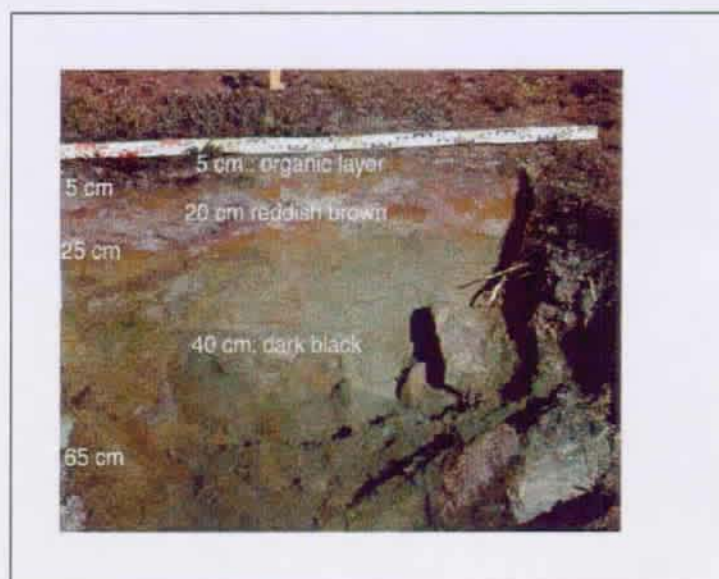 5 cm.: organic layer
5 cm
20 cm reddish brown
25 cm
40 cm: dark black
65 cm